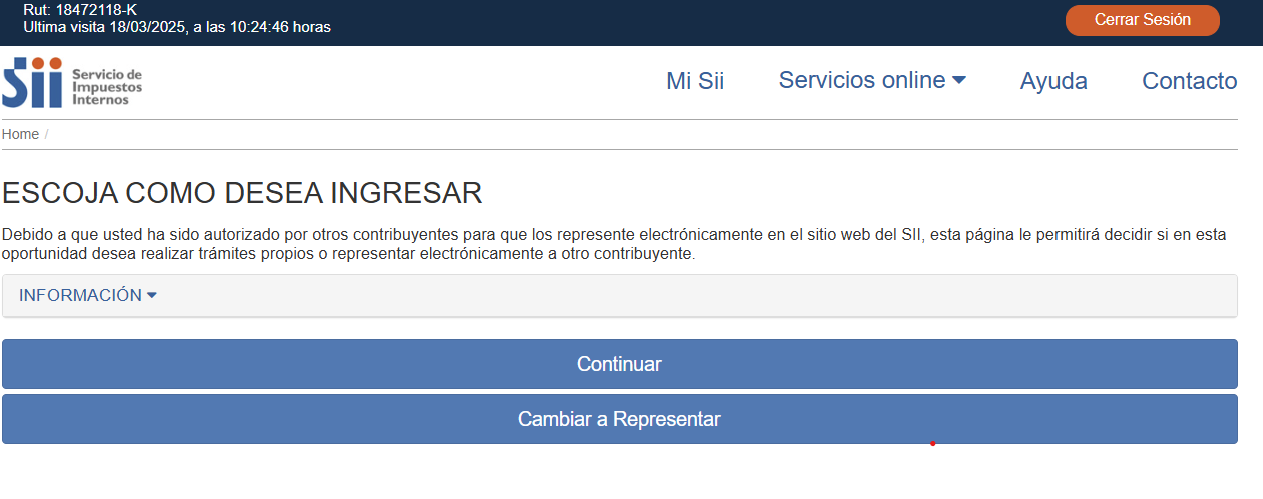 Rut: 18472118-K
Ultima visita 18/03/2025, a las 10:24:46 horas
Cerrar Sesión
Sii Servicio de
Impuestos
Internos
Mi Sii
Servicios online
Ayuda
Contacto
Home /
ESCOJA COMO DESEA INGRESAR
Debido a que usted ha sido autorizado por otros contribuyentes para que los represente electrónicamente en el sitio web del SII, esta página le permitirá decidir si en esta
oportunidad desea realizar trámites propios o representar electrónicamente a otro contribuyente.
INFORMACIÓN
Continuar
Cambiar a Representar